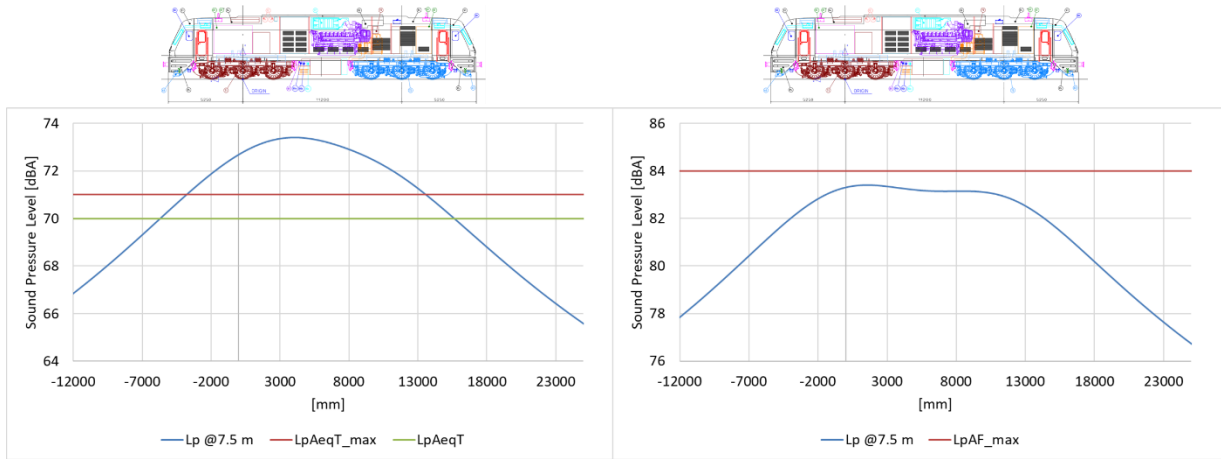 ORIGIN
ORIGIN
74
72
70
68
66
64
-12000 -7000 -2000 3000 8000 13000 18000 23000
Sound Pressure Level [dBA]
[mm]
Lp @7.5 m LpAeqT_max LpAeqT
86
84
82
80
78
76
-12000 -7000 -2000 3000 8000 13000 18000 23000
Sound Pressure Level [dBA]
[mm]
Lp @7.5 m LpAF_max